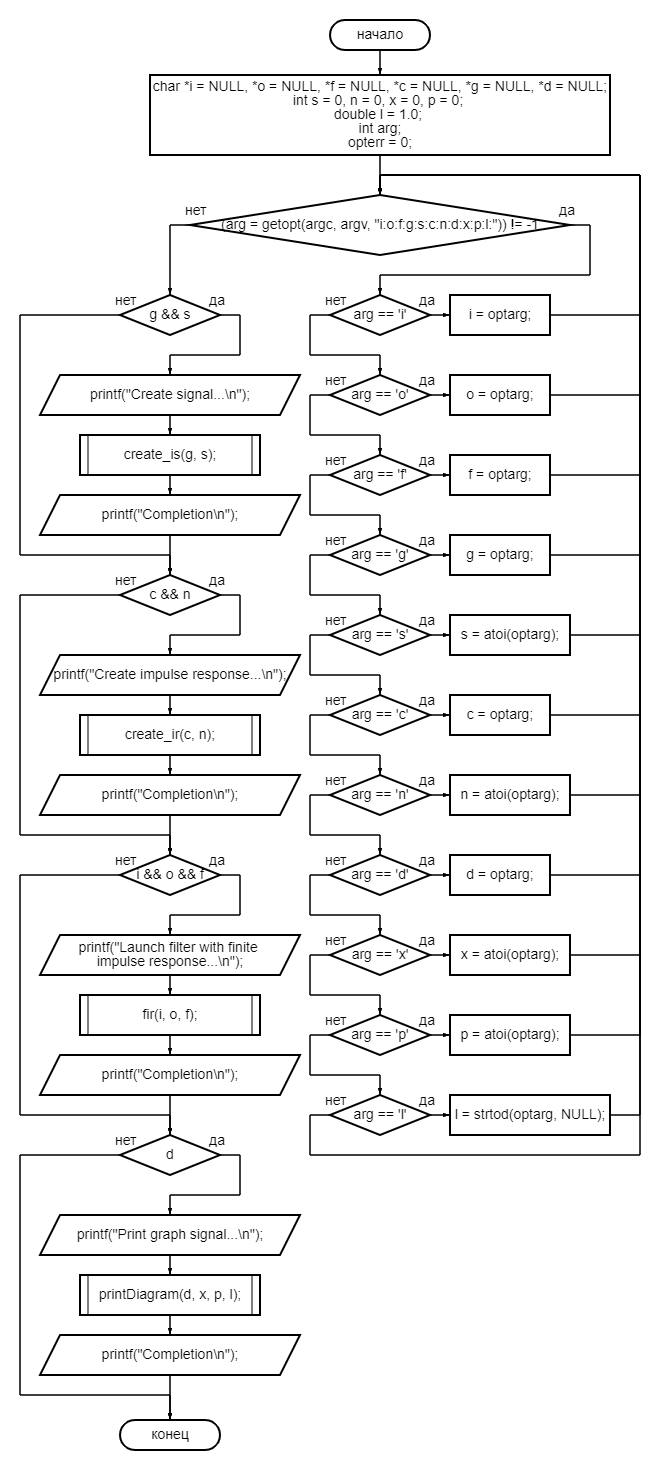 начало
char *i = NULL, *o = NULL, *f = NULL, *c = NULL, *g = NULL, *d = NULL;
int s = 0, n = 0, x = 0, p = 0;
double l = 1.0;
int arg;
opterr = 0;
нет
да
(arg = getopt(argc, argv, "i:o:f:g:s:c:n:d:x:p:l:")) != -1
нет
да
g && s
printf("Create signal...\n");
create_is(g, s);
printf("Completion\n");
нет
да
c && n
printf("Create impulse response...\n");
create_ir(c, n);
printf("Completion\n");
нет
да
i && o && f
printf("Launch filter with finite
impulse response...\n");
fir(i, o, f);
printf("Completion\n");
нет
да
d
printf("Print graph signal...\n");
printDiagram(d, x, p, l);
printf("Completion\n");
конец
нет
да
arg == 'i'
i = optarg;
нет
да
arg == 'o'
o = optarg;
нет
да
arg == 'f'
f = optarg;
нет
да
arg == 'g'
g = optarg;
нет
да
arg == 's'
s = atoi(optarg);
нет
да
arg == 'c'
c = optarg;
нет
да
arg == 'n'
n = atoi(optarg);
нет
да
arg == 'd'
d = optarg;
нет
да
arg == 'x'
x = atoi(optarg);
нет
да
arg == 'p'
p = atoi(optarg);
нет
да
arg == 'l'
l = strtod(optarg, NULL);